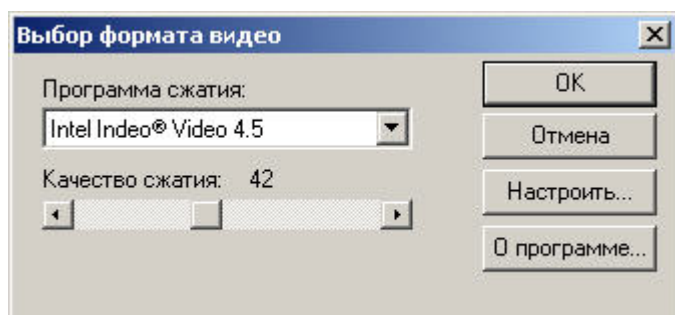 Выбор формата видео
Программа сжатия:
Intel Indeo® Video 4.5
Качество сжатия: 42
OK
Отмена
Настроить...
О программе...